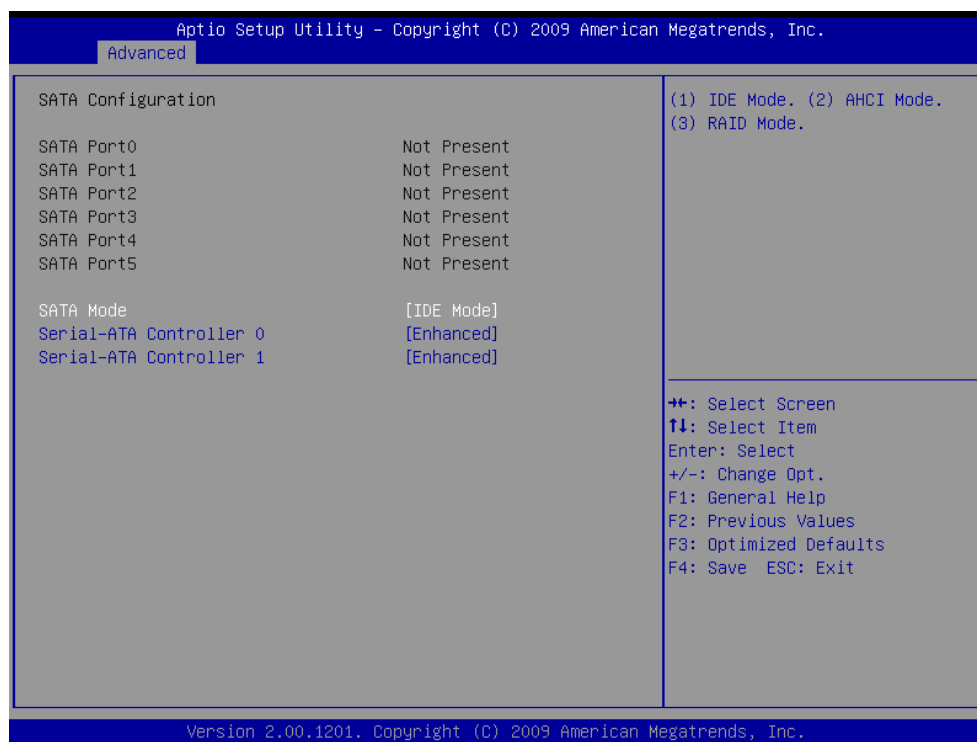 Aptio Setup Utility – Copyright (C) 2009 American Megatrends, Inc.
Advanced
SATA Configuration
SATA Port0 Not Present
SATA Port1 Not Present
SATA Port2 Not Present
SATA Port3 Not Present
SATA Port4 Not Present
SATA Port5 Not Present
SATA Mode [IDE Mode]
Serial-ATA Controller 0 [Enhanced]
Serial-ATA Controller 1 [Enhanced]
(1) IDE Mode. (2) AHCI Mode.
(3) RAID Mode.
→←: Select Screen
↑↓: Select Item
Enter: Select
+/-: Change Opt.
F1: General Help
F2: Previous Values
F3: Optimized Defaults
F4: Save ESC: Exit
Version 2.00.1201. Copyright (C) 2009 American Megatrends, Inc.